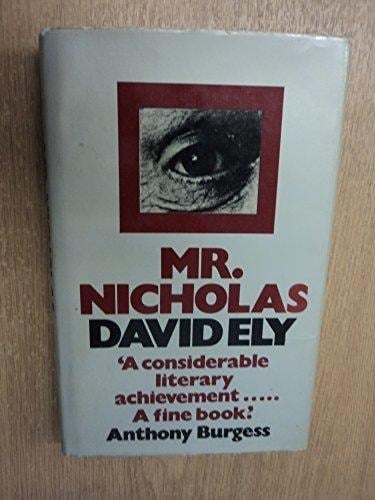 MR.
NICHOLAS
DAVID ELY
'A considerable
literary
achievement.....
A fine book.'
Anthony Burgess